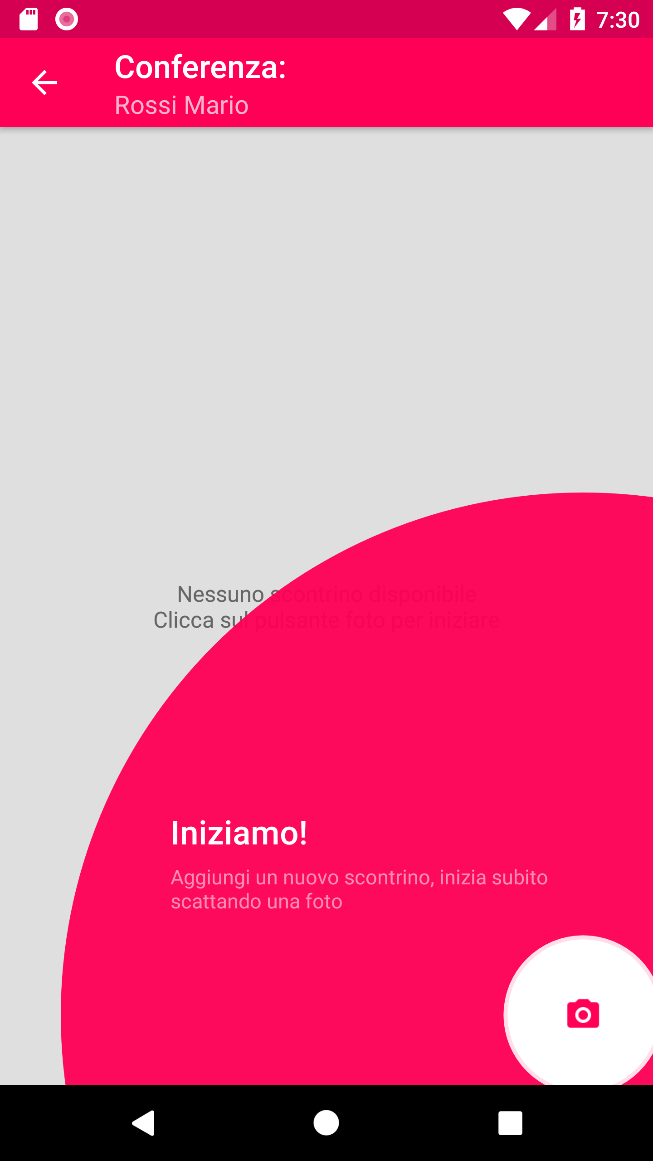 7:30
Conferenza:
Rossi Mario
Nessuno scontrino disponibile
Clicca sul pulsante foto per iniziare
Iniziamo!
Aggiungi un nuovo scontrino, inizia subito
scattando una foto